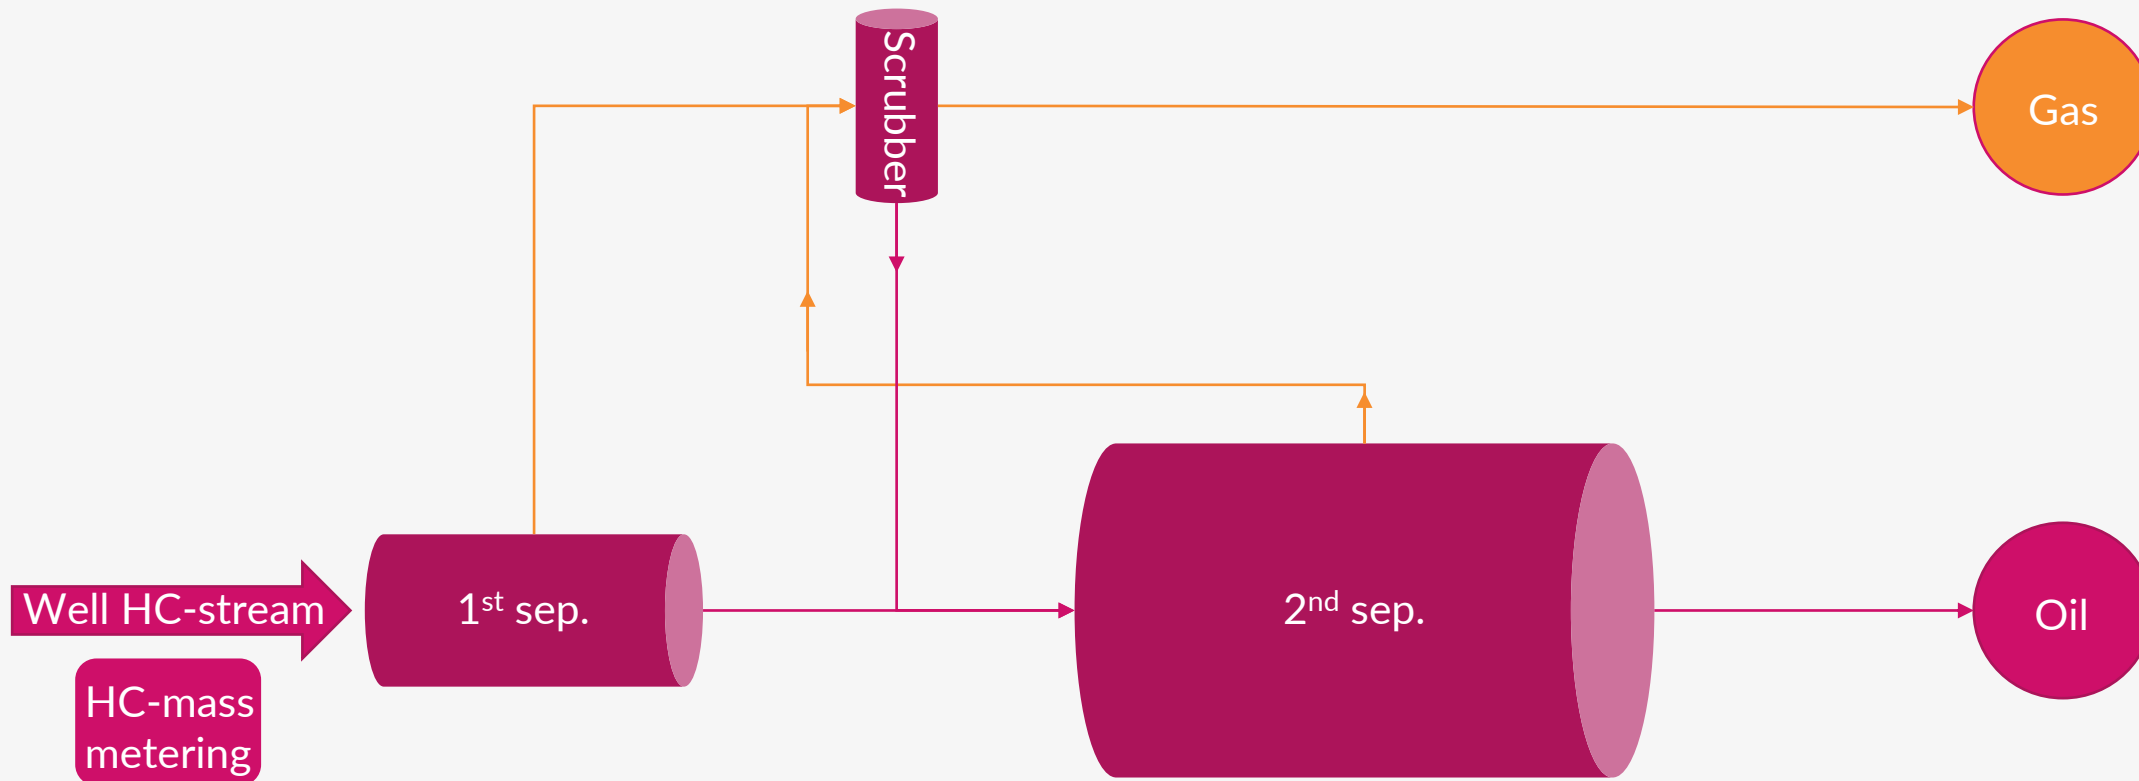 Scrubber
Gas
Well HC-stream
1st sep.
2nd sep.
Oil
HC-mass
metering